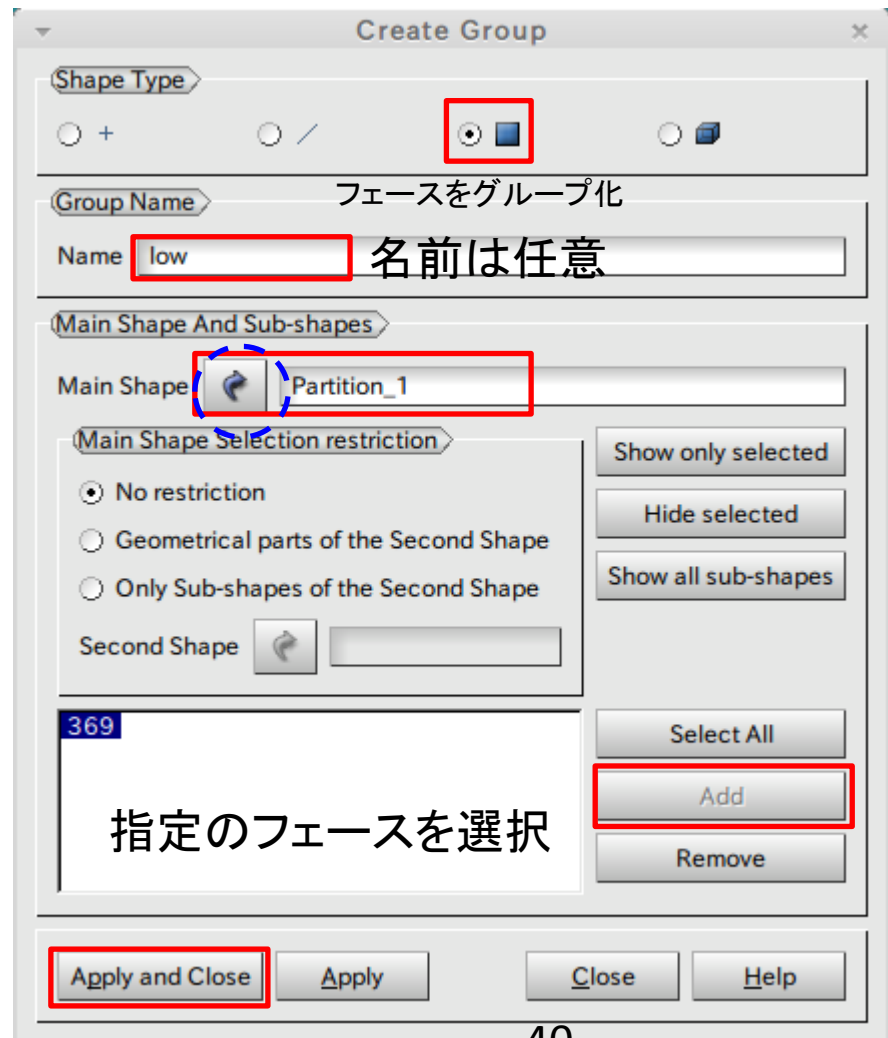 Create Group
Shape Type
フェースをグループ化
Group Name
Name low 名前は任意
Main Shape And Sub-shapes
Main Shape Partition_1
Main Shape Selection restriction
Show only selected
No restriction
Hide selected
Geometrical parts of the Second Shape
Only Sub-shapes of the Second Shape
Show all sub-shapes
Second Shape
369
Select All
Add
指定のフェースを選択
Remove
Apply and Close Apply Close Help